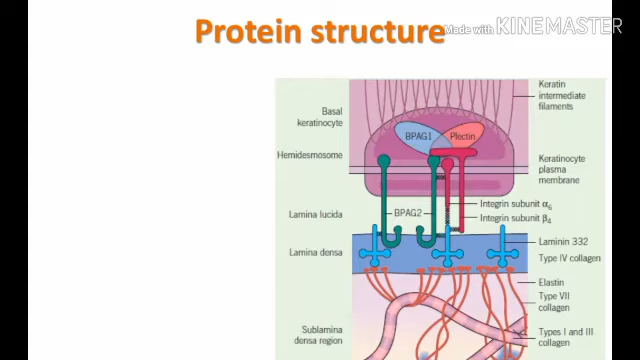 Protein structure
Made with KINEMASTER
Keratin
intermediate
filaments
Basal
keratinocyte
BPAG1
Plectin
Hemidesmosome
Keratinocyte
plasma
membrane
Integrin subunit α6
Lamina lucida
BPAG2
Integrin subunit β4
Laminin 332
Lamina densa
Type IV collagen
Elastin
Type VII
collagen
Sublamina
densa region
Types I and III
collagen